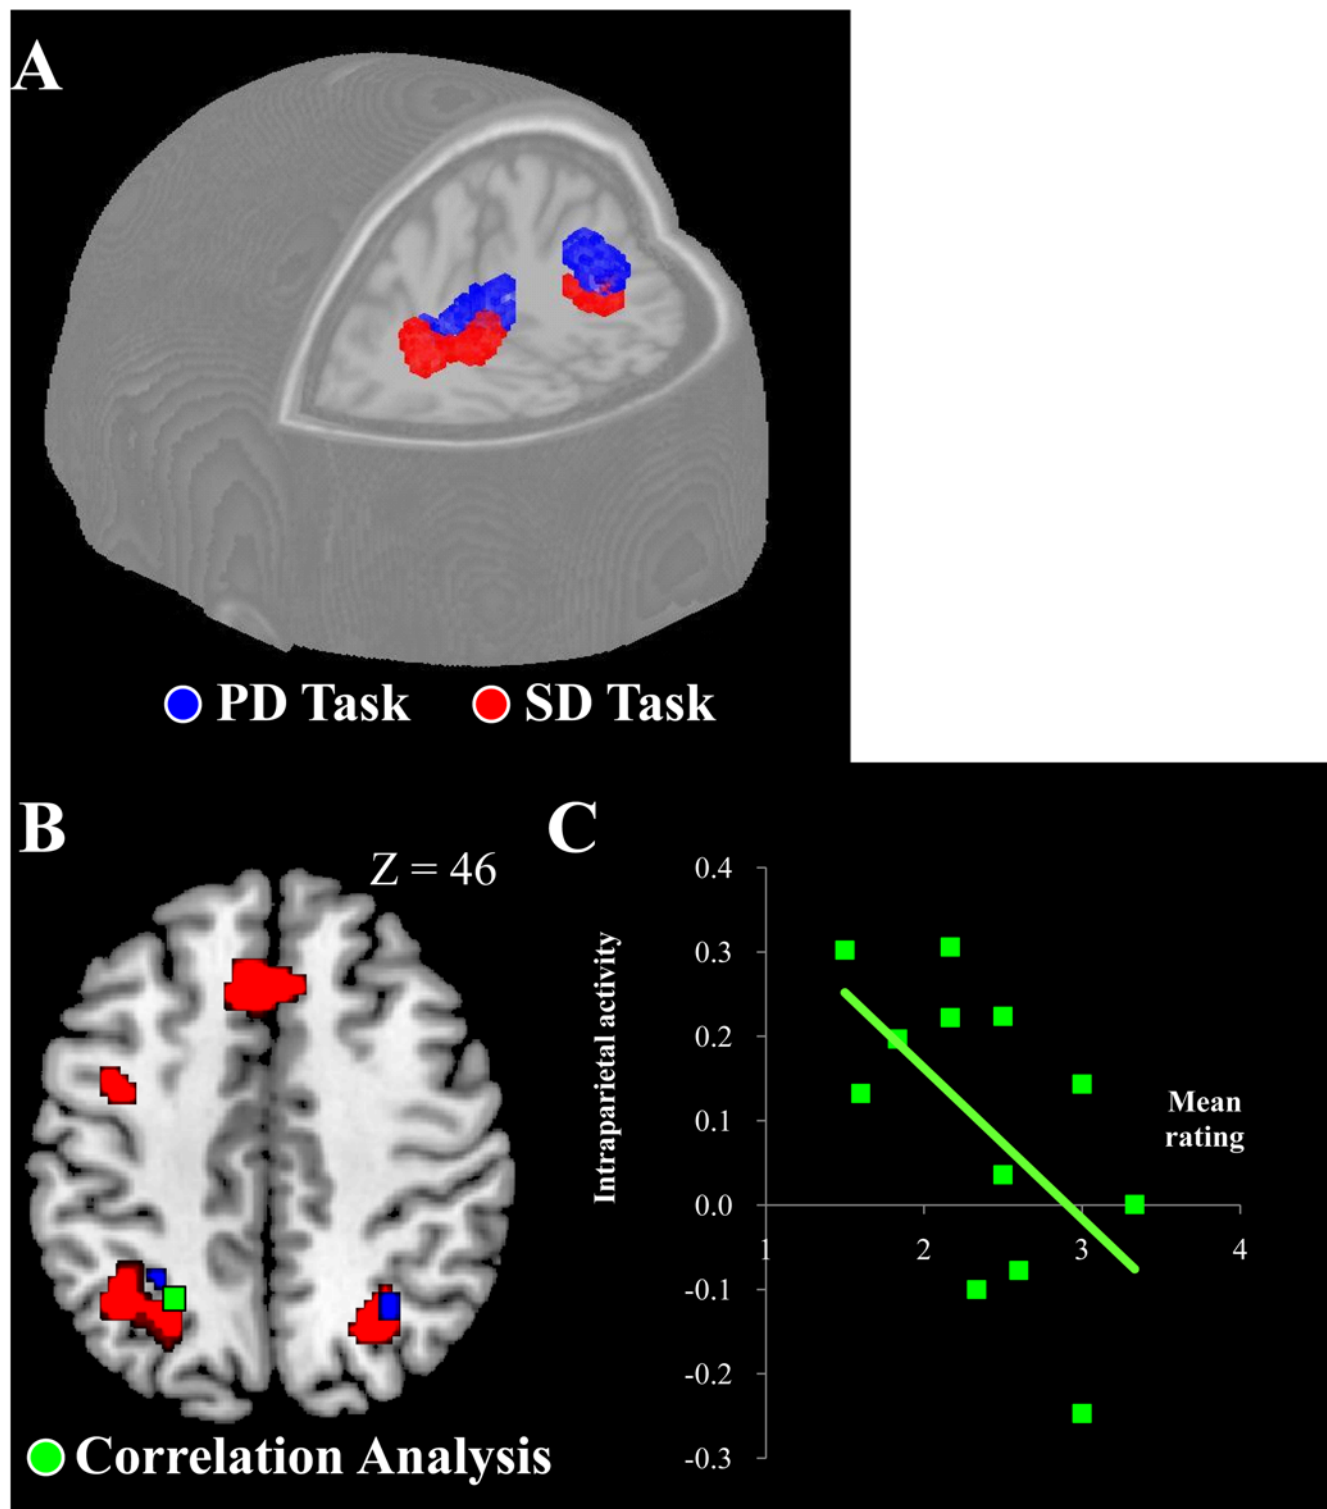 A
PD Task
SD Task
B
Z = 46
C
0.4
0.3
0.2
0.1
0.0
-0.1
-0.2
-0.3
Intraparietal activity
1
2
3
4
Mean
rating
Correlation Analysis